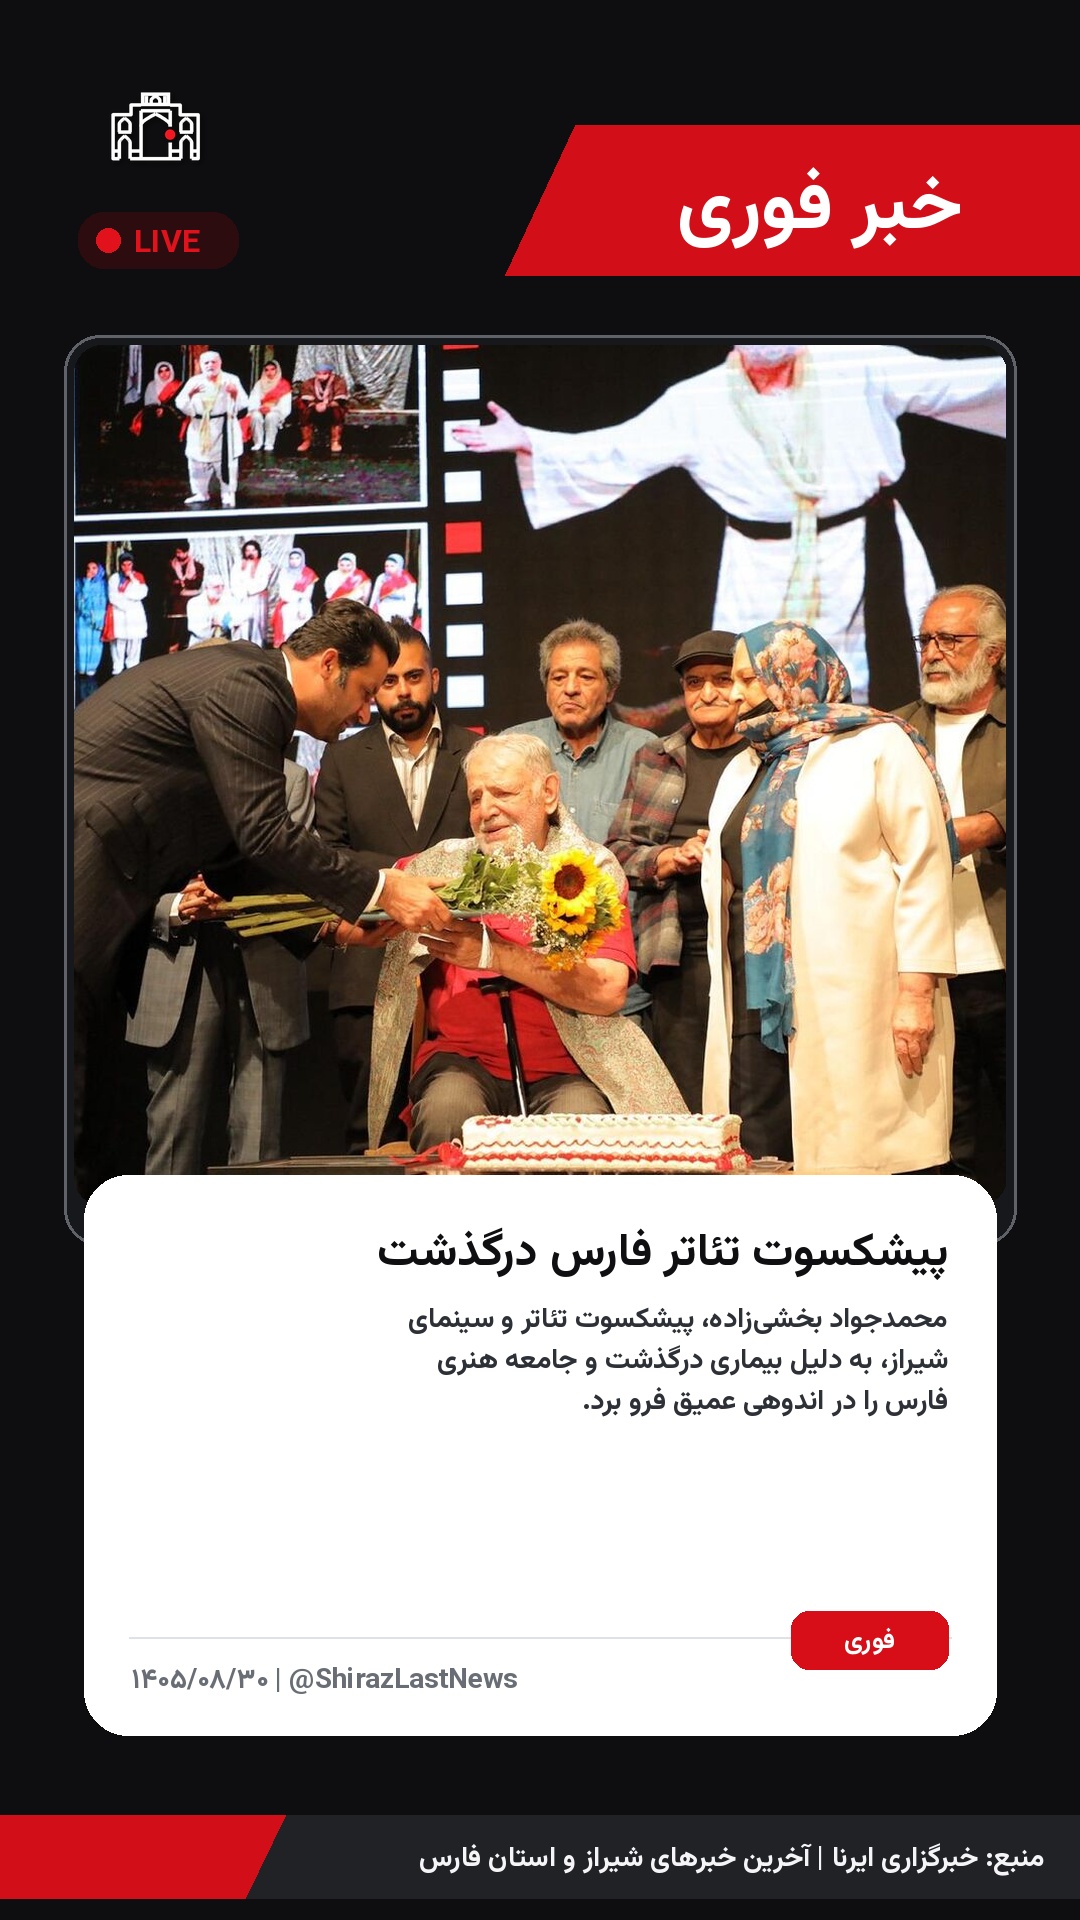 خبر فوری
LIVE
پیشکسوت تئاتر فارس درگذشت
محمدجواد بخشی‌زاده، پیشکسوت تئاتر و سینمای
شیراز، به دلیل بیماری درگذشت و جامعه هنری
فارس را در اندوهی عمیق فرو برد.
فوری
۱۴۰۵/۰۸/۳۰ | @ShirazLastNews
منبع: خبرگزاری ایرنا | آخرین خبرهای شیراز و استان فارس